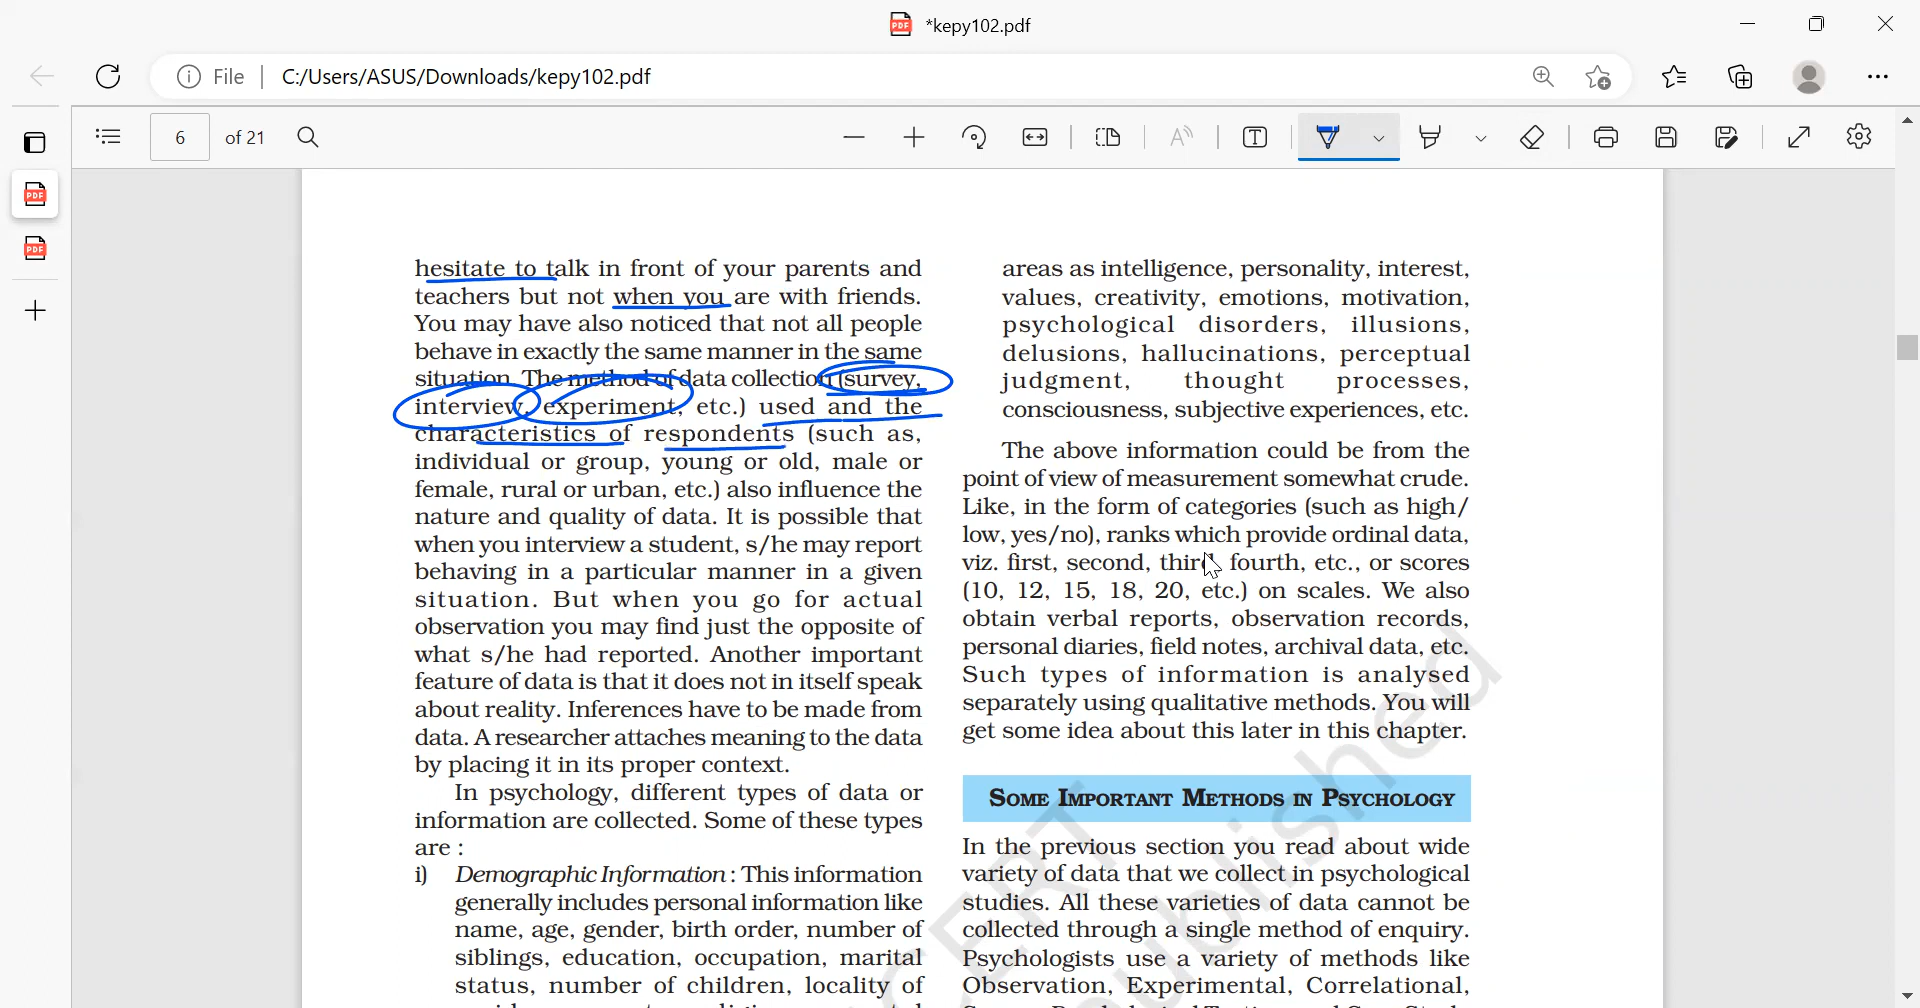 *kepy102.pdf
File C:/Users/ASUS/Downloads/kepy102.pdf
6 of 21
hesitate to talk in front of your parents and
teachers but not when you are with friends.
You may have also noticed that not all people
behave in exactly the same manner in the same
situation. The method of data collection (survey,
interview, experiment, etc.) used and the
characteristics of respondents (such as,
individual or group, young or old, male or
female, rural or urban, etc.) also influence the
nature and quality of data. It is possible that
when you interview a student, s/he may report
behaving in a particular manner in a given
situation. But when you go for actual
observation you may find just the opposite of
what s/he had reported. Another important
feature of data is that it does not in itself speak
about reality. Inferences have to be made from
data. A researcher attaches meaning to the data
by placing it in its proper context.
In psychology, different types of data or
information are collected. Some of these types
are :
i) Demographic Information : This information
generally includes personal information like
name, age, gender, birth order, number of
siblings, education, occupation, marital
status, number of children, locality of
areas as intelligence, personality, interest,
values, creativity, emotions, motivation,
psychological disorders, illusions,
delusions, hallucinations, perceptual
judgment, thought processes,
consciousness, subjective experiences, etc.
The above information could be from the
point of view of measurement somewhat crude.
Like, in the form of categories (such as high/
low, yes/no), ranks which provide ordinal data,
viz. first, second, third, fourth, etc., or scores
(10, 12, 15, 18, 20, etc.) on scales. We also
obtain verbal reports, observation records,
personal diaries, field notes, archival data, etc.
Such types of information is analysed
separately using qualitative methods. You will
get some idea about this later in this chapter.
SOME IMPORTANT METHODS IN PSYCHOLOGY
In the previous section you read about wide
variety of data that we collect in psychological
studies. All these varieties of data cannot be
collected through a single method of enquiry.
Psychologists use a variety of methods like
Observation, Experimental, Correlational,